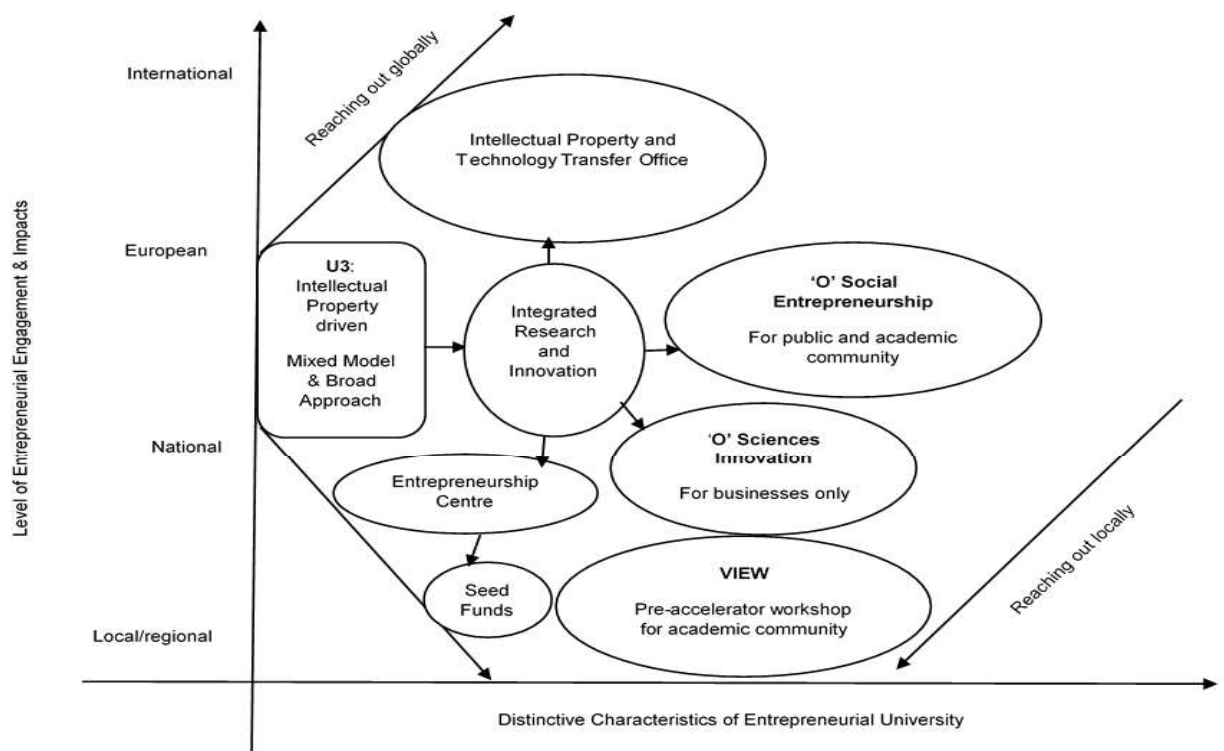 International
Reaching out globally
Intellectual Property and
Technology Transfer Office
Level of Entrepreneurial Engagement & Impacts
European
U3:
Intellectual
Property
driven
Mixed Model
& Broad
Approach
Integrated
Research
and
Innovation
'O' Social
Entrepreneurship
For public and academic
community
National
'O' Sciences
Innovation
For businesses only
Entrepreneurship
Centre
Seed
Funds
VIEW
Pre-accelerator workshop
for academic community
Reaching out locally
Local/regional
Distinctive Characteristics of Entrepreneurial University